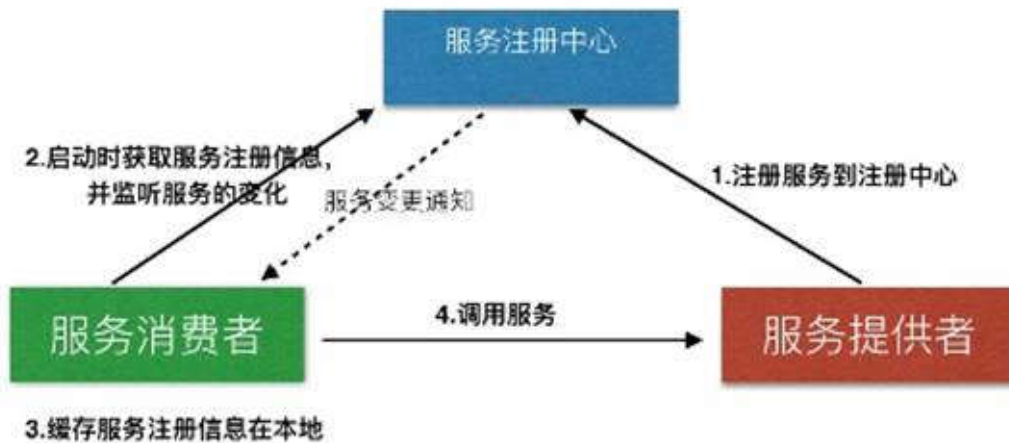 服务注册中心
2.启动时获取服务注册信息，
并监听服务的变化
1.注册服务到注册中心
服务变更通知
服务消费者
4.调用服务
服务提供者
3.缓存服务注册信息在本地